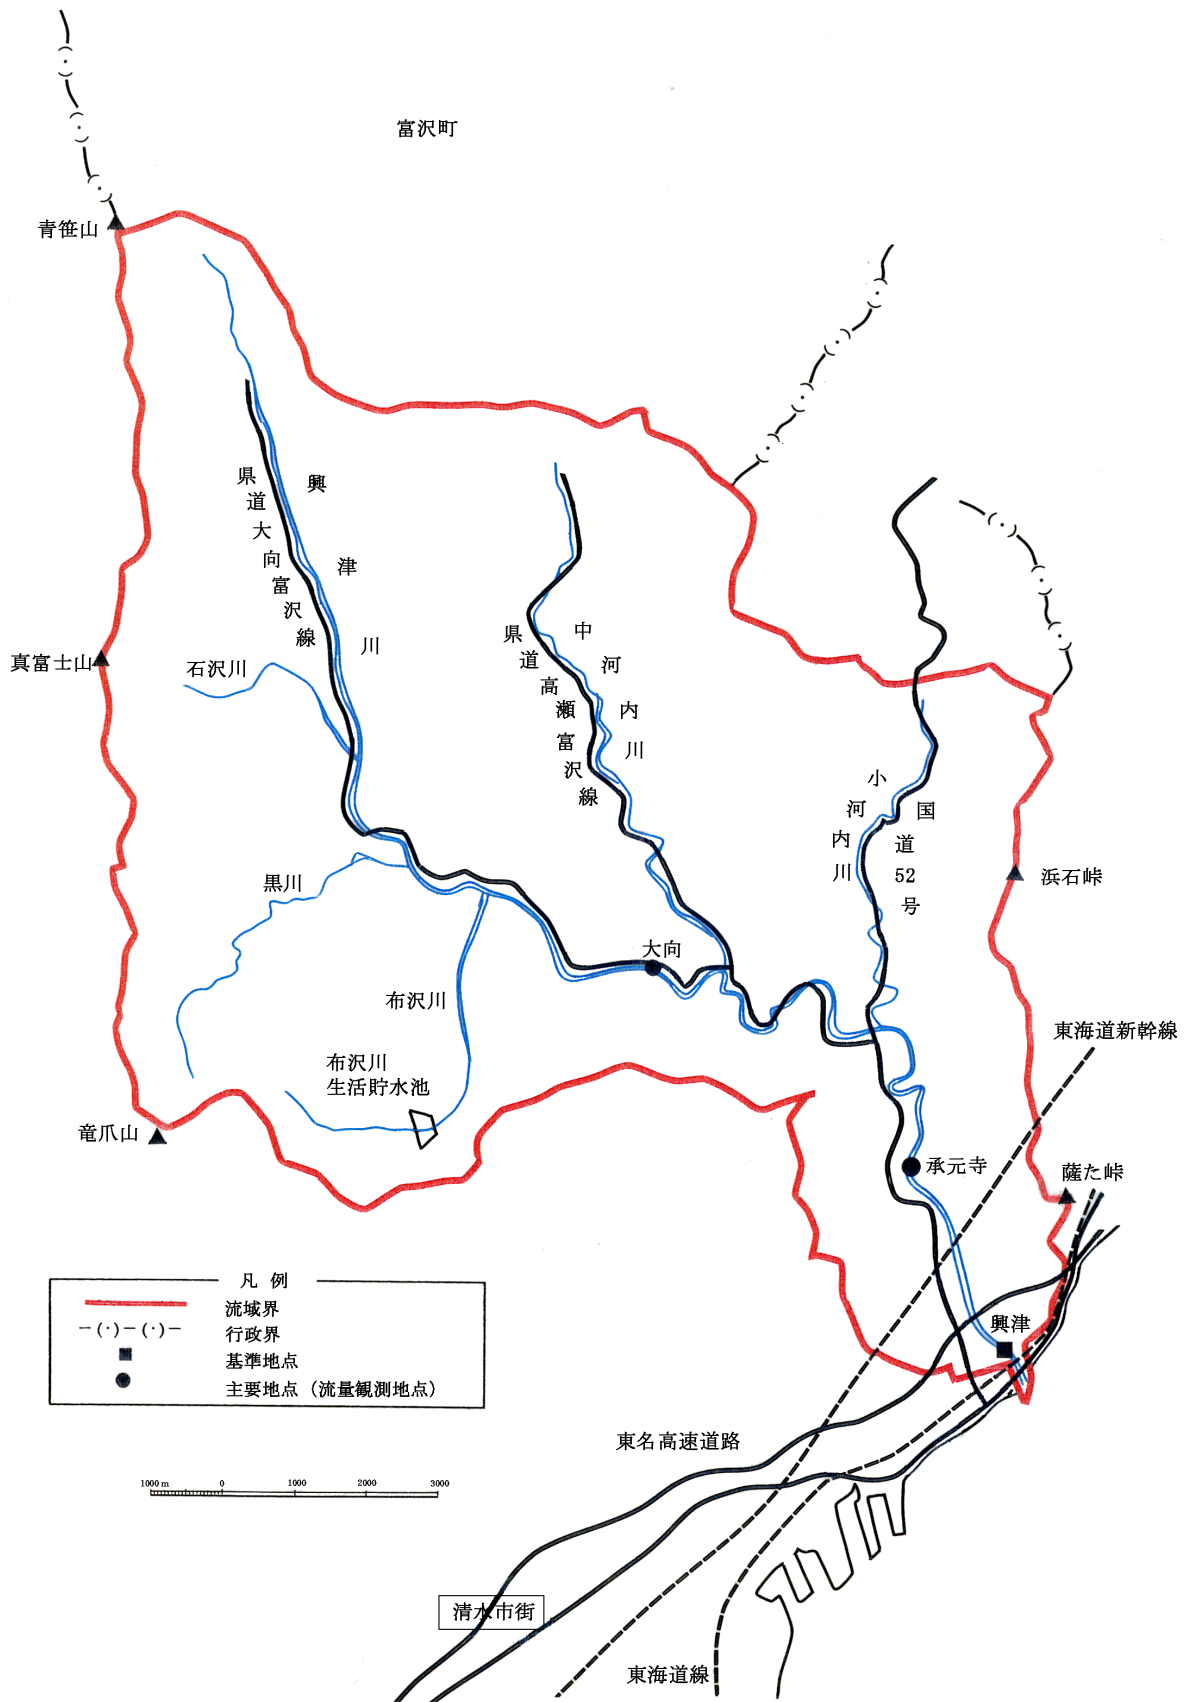 富沢町
青笹山
県道大向富沢線
興津川
中河内川
県道高瀬富沢線
真富士山
石沢川
小河内川
国道52号
浜石峠
黒川
大向
布沢川
東海道新幹線
布沢川
生活貯水池
竜爪山
承元寺
薩た峠
凡 例
流域界
行政界
基準地点
主要地点（流量観測地点）
興津
東名高速道路
1000 m 0 1000 2000 3000
清水市街
東海道線